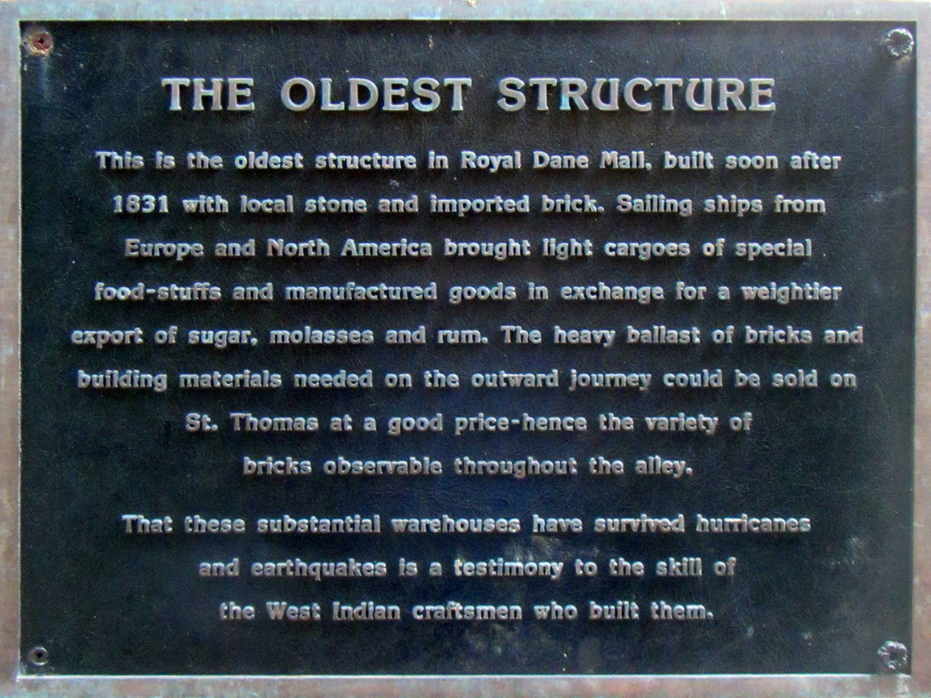 THE OLDEST STRUCTURE
This is the oldest structure in Royal Dane Mall, built soon after
1831 with local stone and imported brick. Sailing ships from
Europe and North America brought light cargoes of special
food-stuffs and manufactured goods in exchange for a weightier
export of sugar, molasses and rum. The heavy ballast of bricks and
building materials needed on the outward journey could be sold on
St. Thomas at a good price-hence the variety of
bricks observable throughout the alley.
That these substantial warehouses have survived hurricanes
and earthquakes is a testimony to the skill of
the West Indian craftsmen who built them.